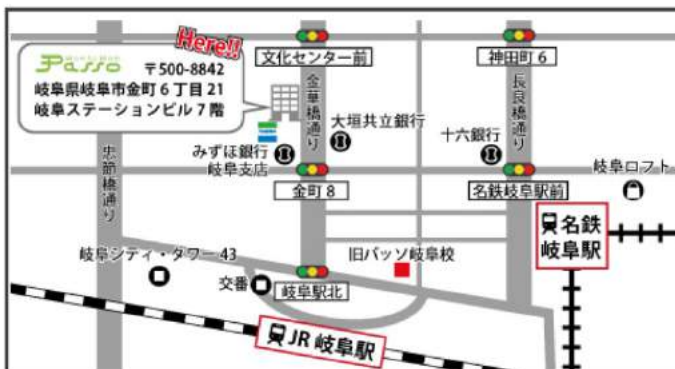 Here!!
Passo
〒500-8842
岐阜県岐阜市金町6丁目21
岐阜ステーションビル7階
文化センター前
神田町6
金華橋通り
長良橋通り
忠節橋通り
大垣共立銀行
十六銀行
みずほ銀行
岐阜支店
岐阜ロフト
金町8
名鉄岐阜駅前
名鉄
岐阜駅
岐阜シティ・タワー43
旧パッソ岐阜校
交番
岐阜駅北
JR岐阜駅